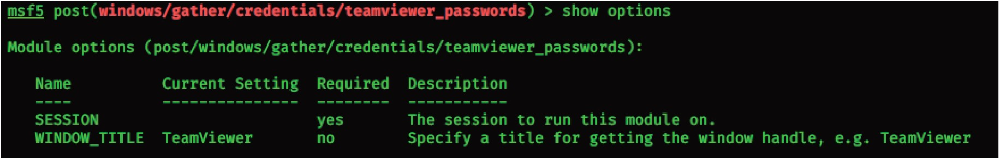 msf5 post(windows/gather/credentials/teamviewer_passwords) > show options
Module options (post/windows/gather/credentials/teamviewer_passwords):
Name Current Setting Required Description
---- --------------- -------- -----------
SESSION yes The session to run this module on.
WINDOW_TITLE TeamViewer no Specify a title for getting the window handle, e.g. TeamViewer